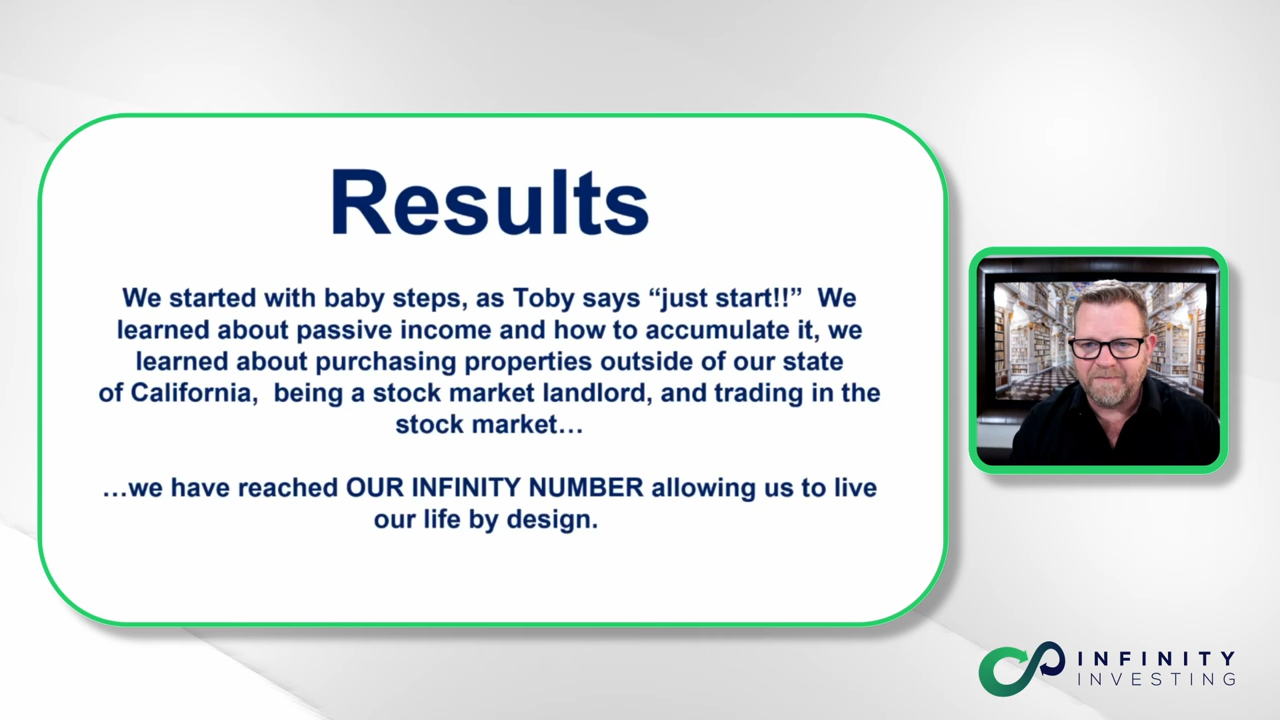 Results
We started with baby steps, as Toby says “just start!!”  We
learned about passive income and how to accumulate it, we
learned about purchasing properties outside of our state
of California,  being a stock market landlord, and trading in the
stock market…
…we have reached OUR INFINITY NUMBER allowing us to live
our life by design.
INFINITY
INVESTING